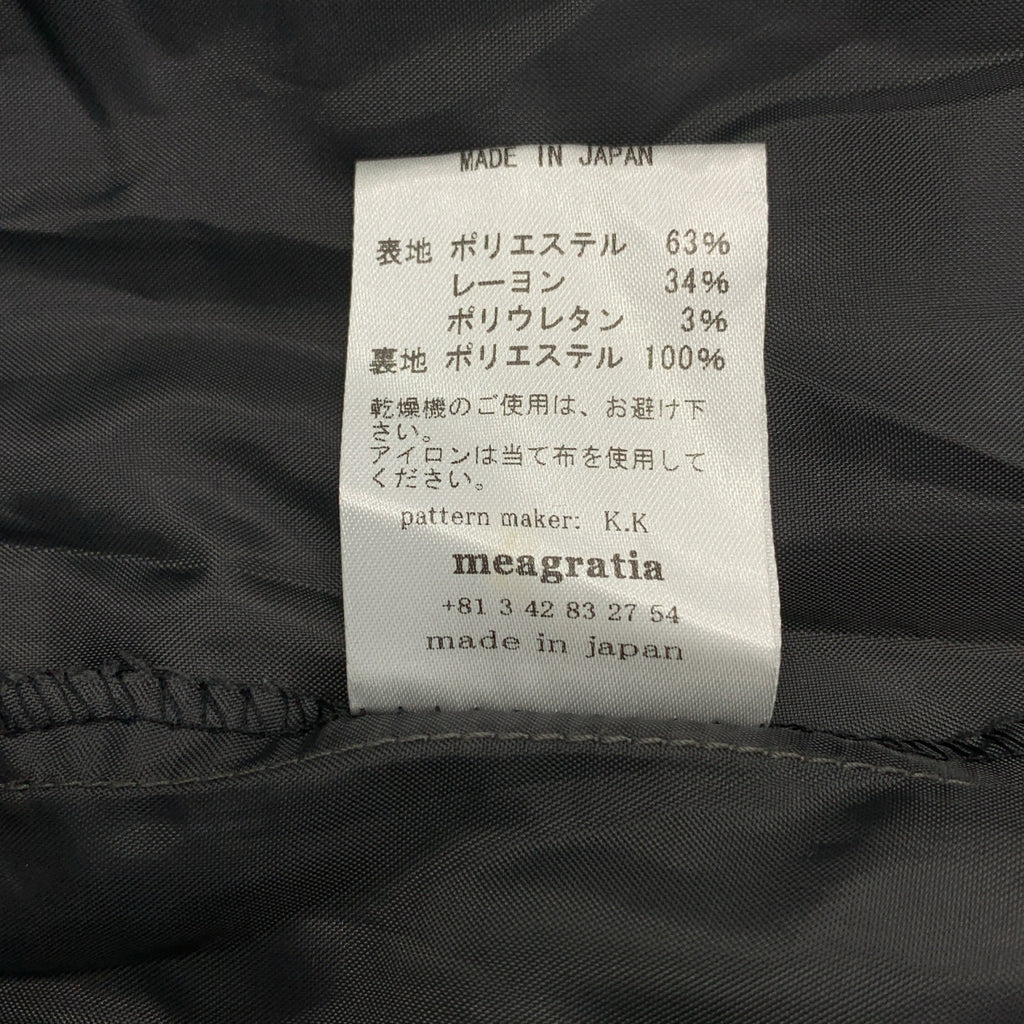 MADE IN JAPAN
表地 ポリエステル 63%
レーヨン 34%
ポリウレタン 3%
裏地 ポリエステル 100%
乾燥機のご使用は、お避け下
さい。
アイロンは当て布を使用して
ください。
pattern maker: K.K
meagratia
+81 3 42 83 27 54
made in japan